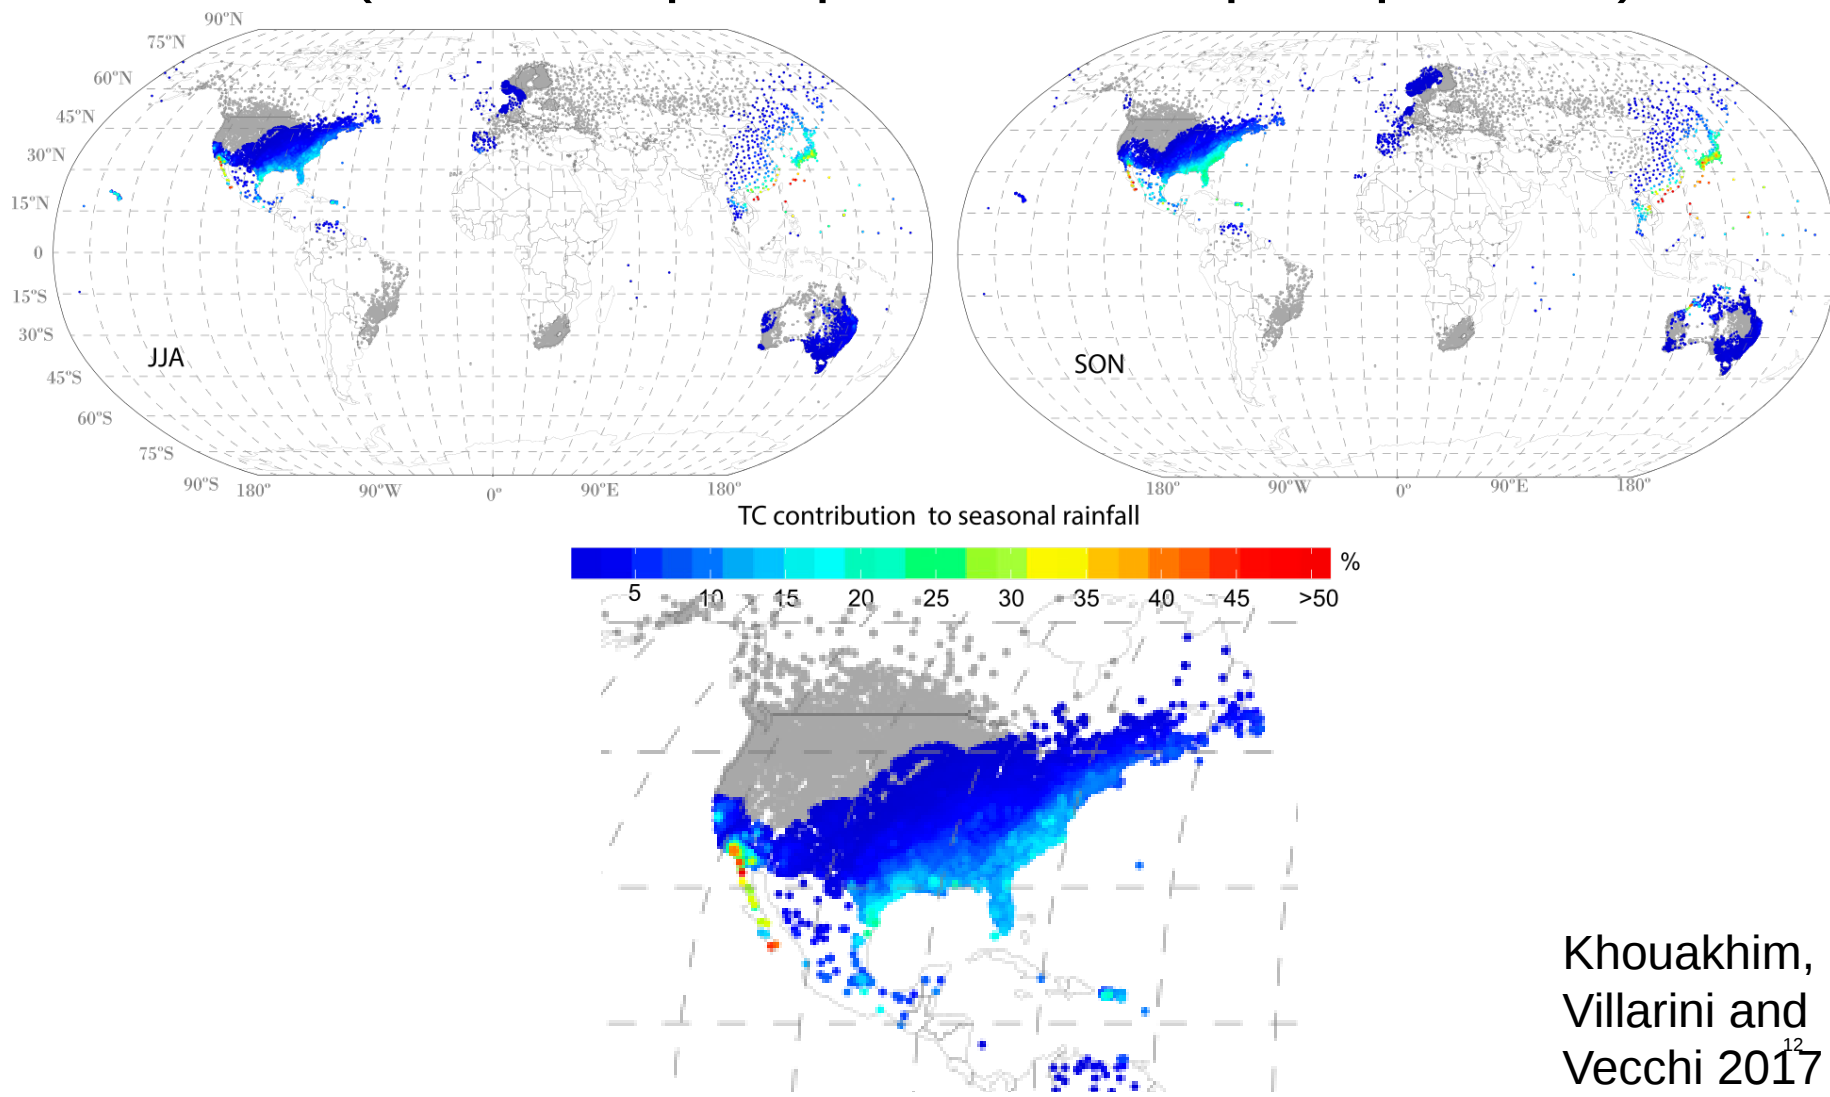 90°N
75°N
60°N
45°N
30°N
15°N
0
15°S
30°S
45°S
60°S
75°S
90°S
180° 90°W 0° 90°E 180°
JJA
SON
180° 90°W 0° 90°E 180°
TC contribution to seasonal rainfall
%
5 10 15 20 25 30 35 40 45 >50
Khouakhim,
Villarini and
Vecchi 2017
12